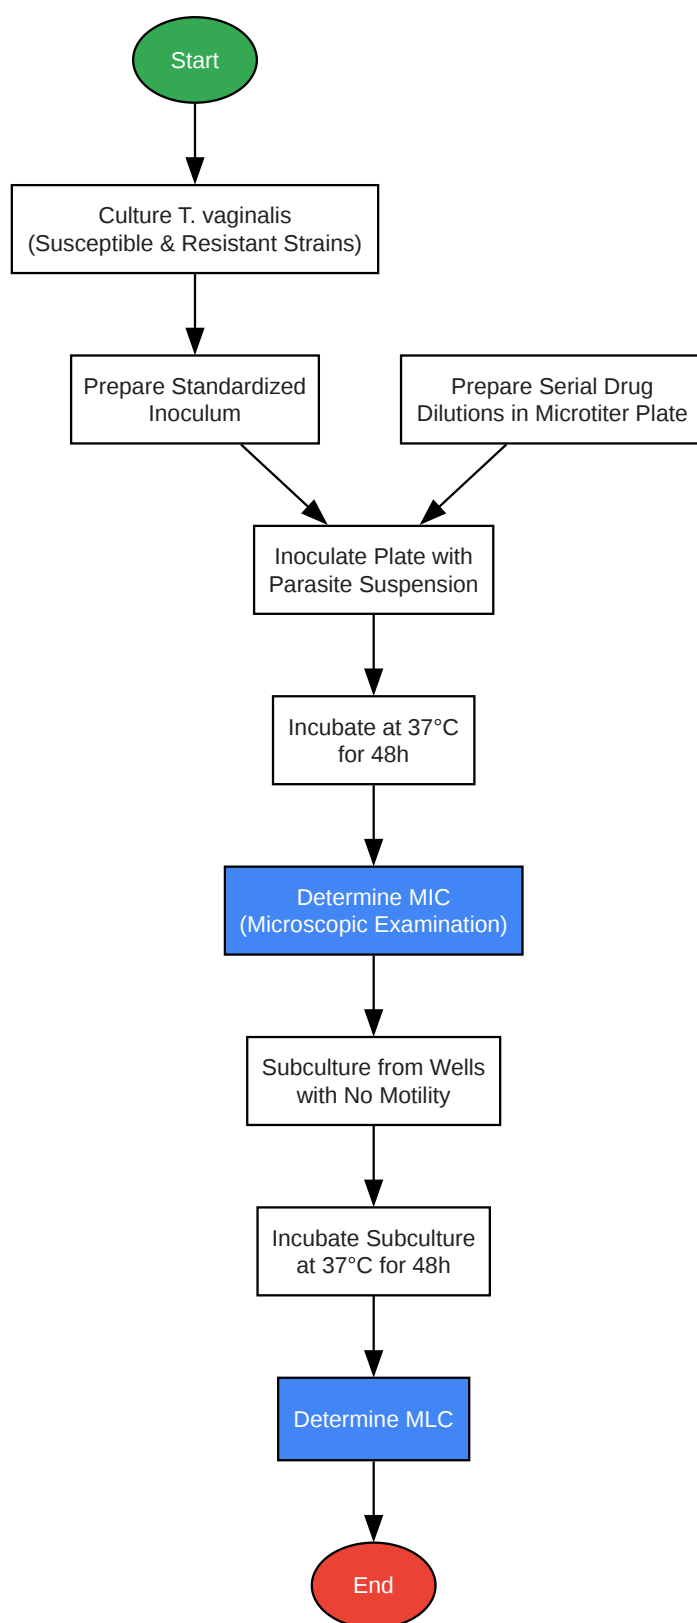 Start
Culture T. vaginalis
(Susceptible & Resistant Strains)
Prepare Standardized
Inoculum
Prepare Serial Drug
Dilutions in Microtiter Plate
Inoculate Plate with
Parasite Suspension
Incubate at 37°C
for 48h
Determine MIC
(Microscopic Examination)
Subculture from Wells
with No Motility
Incubate Subculture
at 37°C for 48h
Determine MLC
End